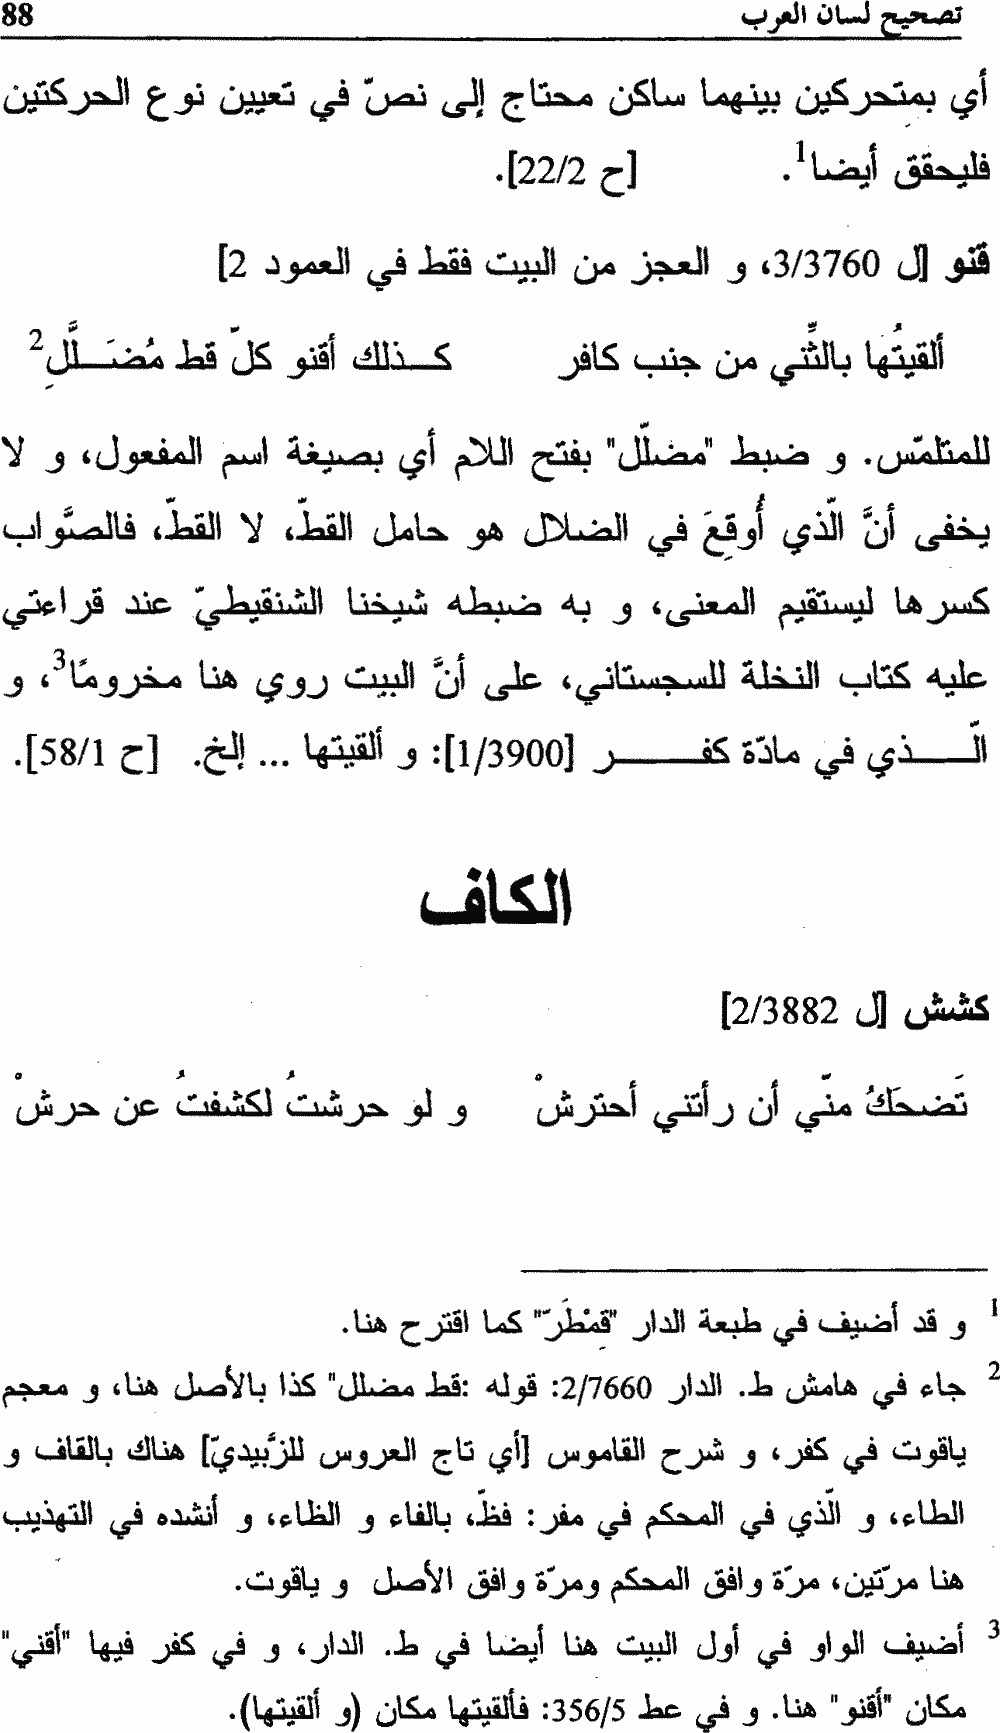 تصحيح لسان العرب 88
أي بمتحركين بينهما ساكن محتاج إلى نصّ في تعيين نوع الحركتين
فليحقق أيضا1. [ح 22/2].
قنو [ل 3/3760، و العجز من البيت فقط في العمود 2]
ألقيتُها بالثِّني من جنب كافر كـــذلك أقنو كلّ قط مُضَـــلَّلِ2
للمتلمّس. و ضبط "مضلّل" بفتح اللام أي بصيغة اسم المفعول، و لا
يخفى أنَّ الّذي أُوقِعَ في الضلال هو حامل القطّ، لا القطّ، فالصَّواب
كسرها ليستقيم المعنى، و به ضبطه شيخنا الشنقيطيّ عند قراءتي
عليه كتاب النخلة للسجستاني، على أنَّ البيت روي هنا مخرومًا3، و
الّـــــذي في مادّة كفــــــــر [1/3900]: و ألقيتها ... إلخ. [ح 58/1].
الكاف
كشش [ل 2/3882]
تَضحَكُ منّي أن رأتني أحترشْ و لو حرشتُ لكشفتُ عن حرشْ
1 و قد أضيف في طبعة الدار "قِمْطَرّ" كما اقترح هنا.
2 جاء في هامش ط. الدار 2/7660: قوله :قط مضلل" كذا بالأصل هنا، و معجم
ياقوت في كفر، و شرح القاموس [أي تاج العروس للزَّبيديّ] هناك بالقاف و
الطاء، و الّذي في المحكم في مفر: فظّ، بالفاء و الظاء، و أنشده في التهذيب
هنا مرّتين، مرّة وافق المحكم ومرّة وافق الأصل و ياقوت.
3 أضيف الواو في أول البيت هنا أيضا في ط. الدار، و في كفر فيها "أقني"
مكان "أقنو" هنا. و في عط 356/5: فألقيتها مكان (و ألقيتها).